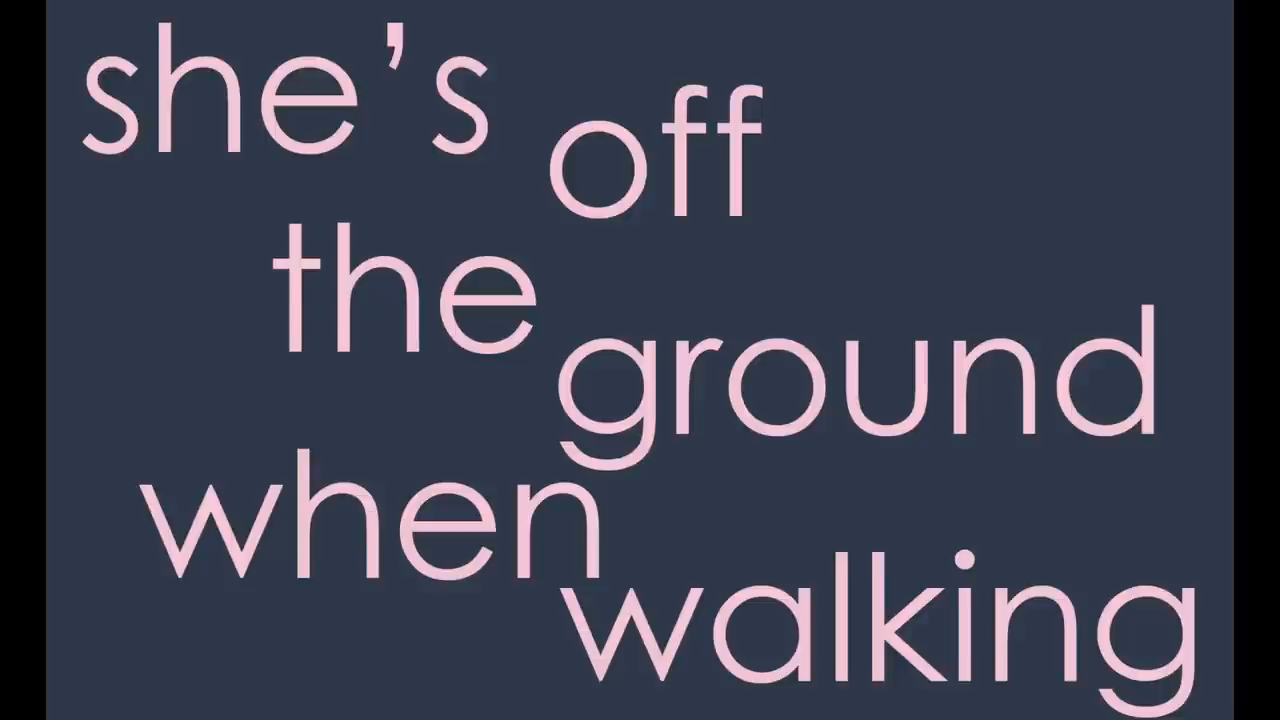 she’s off
the ground
when
walking